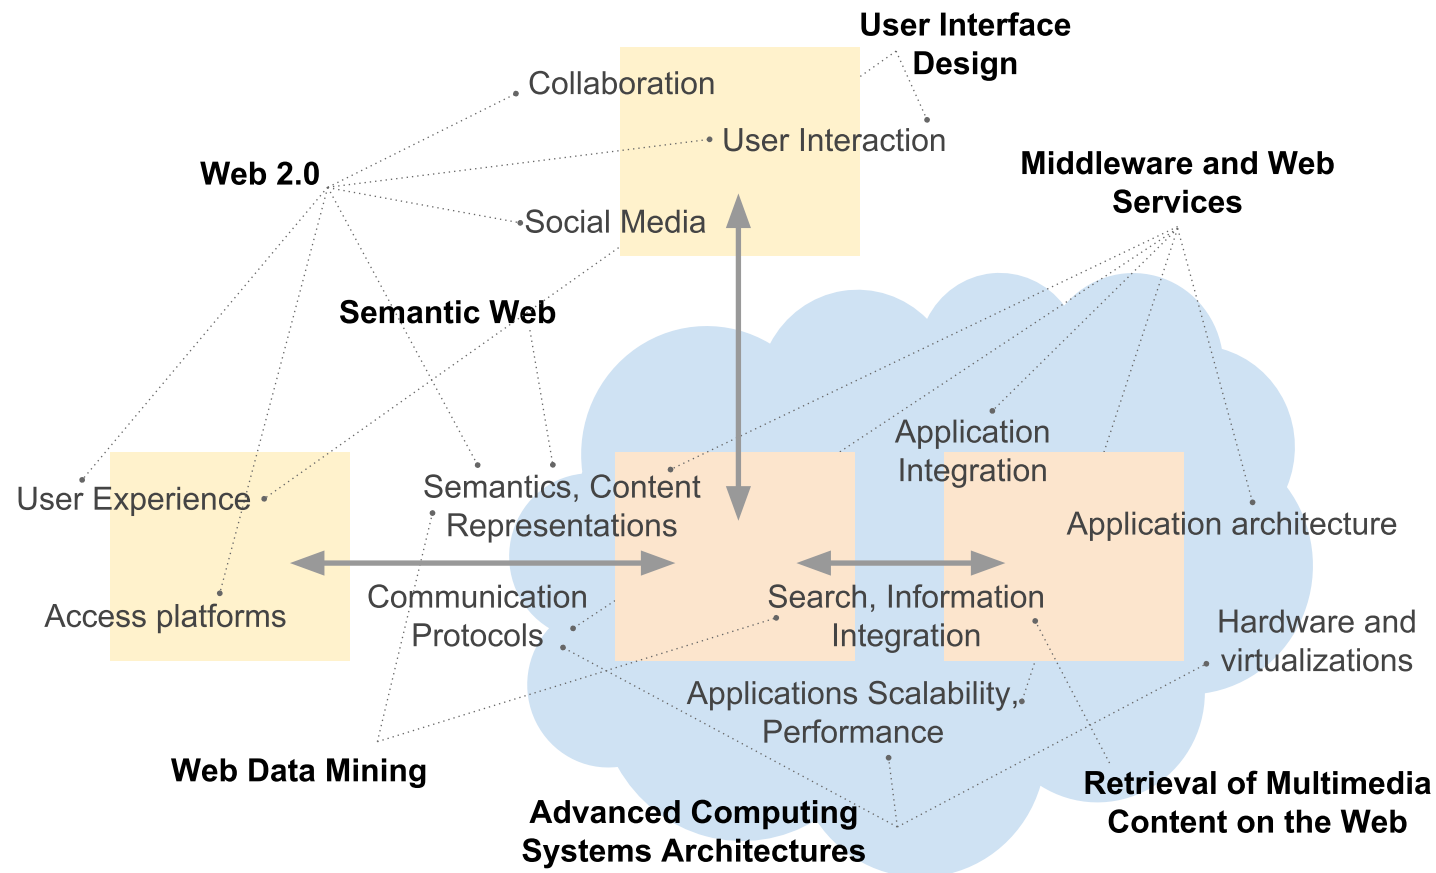 User Interface
Design
Collaboration
User Interaction
Web 2.0
Middleware and Web
Services
Social Media
Semantic Web
Application
Integration
User Experience
Semantics, Content
Representations
Application architecture
Access platforms
Communication
Protocols
Search, Information
Integration
Hardware and
virtualizations
Applications Scalability,
Performance
Web Data Mining
Retrieval of Multimedia
Content on the Web
Advanced Computing
Systems Architectures